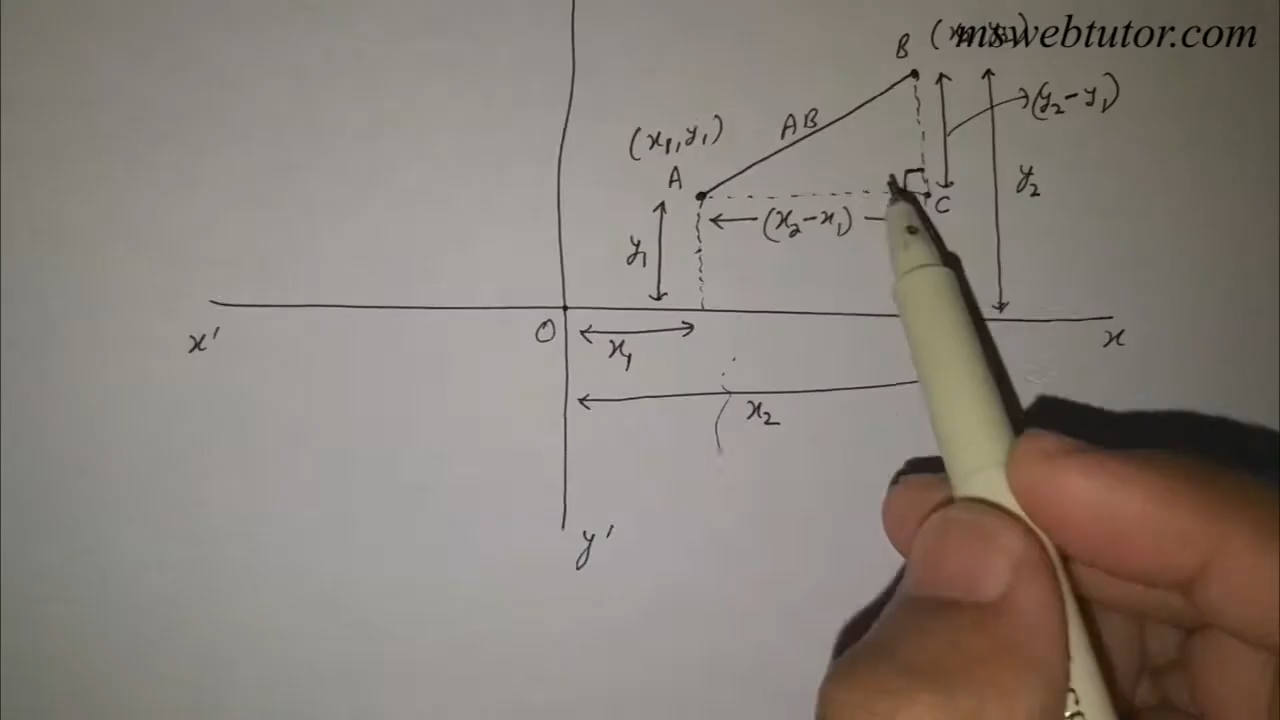 mswebtutor.com
B
(x₁, y₁)
AB
(y₂-y₁)
A
y₂
C
y₁
(x₂-x₁)
x'
O
x₁
x
x₂
y'